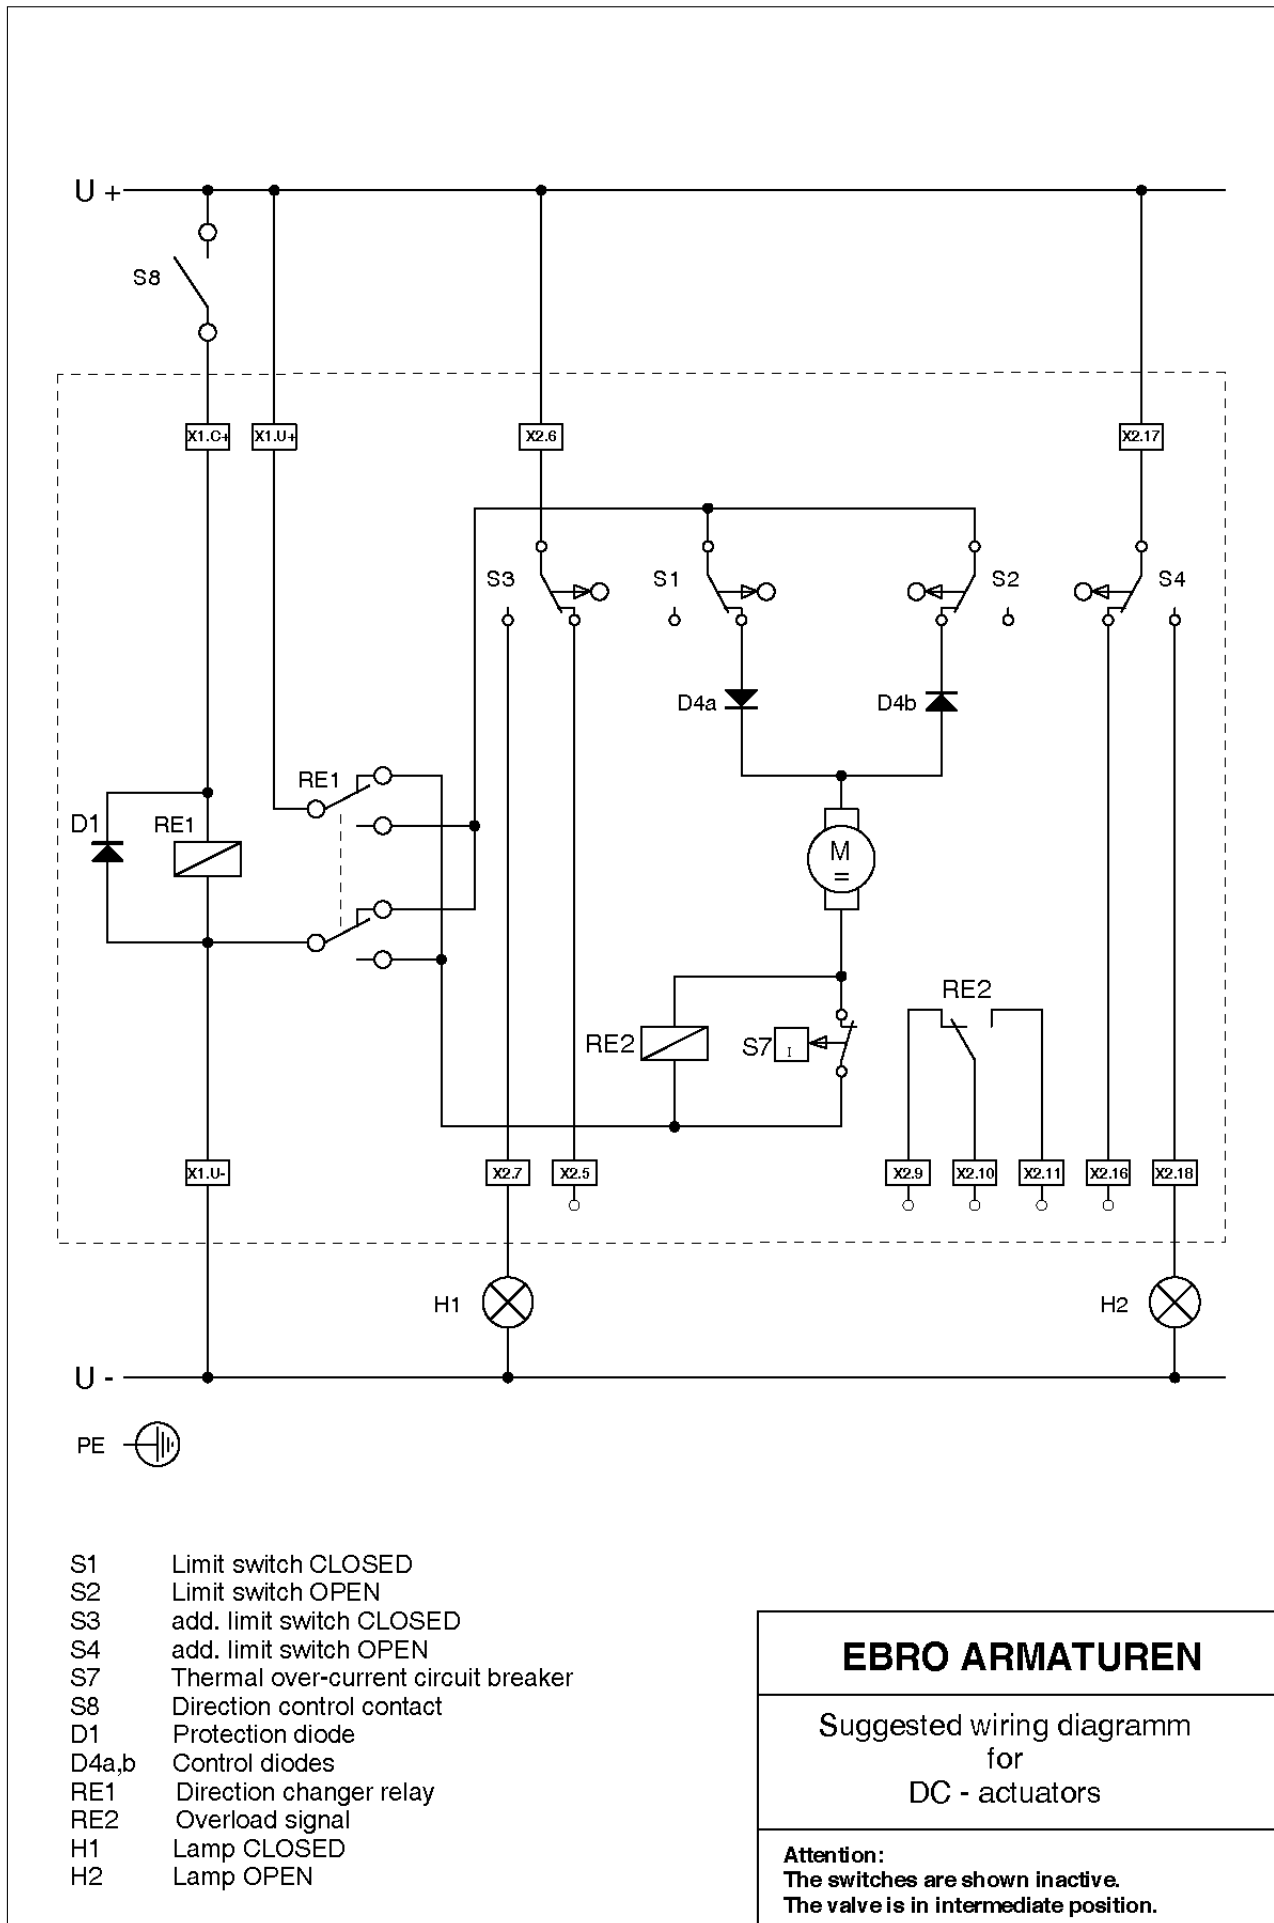 U +
S8
X1.C+ X1.U+ X2.6 X2.17
S3 S1 S2 S4
D4a D4b
RE1
D1 RE1
M
=
RE2
RE2 S7 I
X1.U- X2.7 X2.5 X2.9 X2.10 X2.11 X2.16 X2.18
H1 H2
U -
PE
S1 Limit switch CLOSED
S2 Limit switch OPEN
S3 add. limit switch CLOSED
S4 add. limit switch OPEN
S7 Thermal over-current circuit breaker
S8 Direction control contact
D1 Protection diode
D4a,b Control diodes
RE1 Direction changer relay
RE2 Overload signal
H1 Lamp CLOSED
H2 Lamp OPEN
EBRO ARMATUREN
Suggested wiring diagramm
for
DC - actuators
Attention:
The switches are shown inactive.
The valve is in intermediate position.